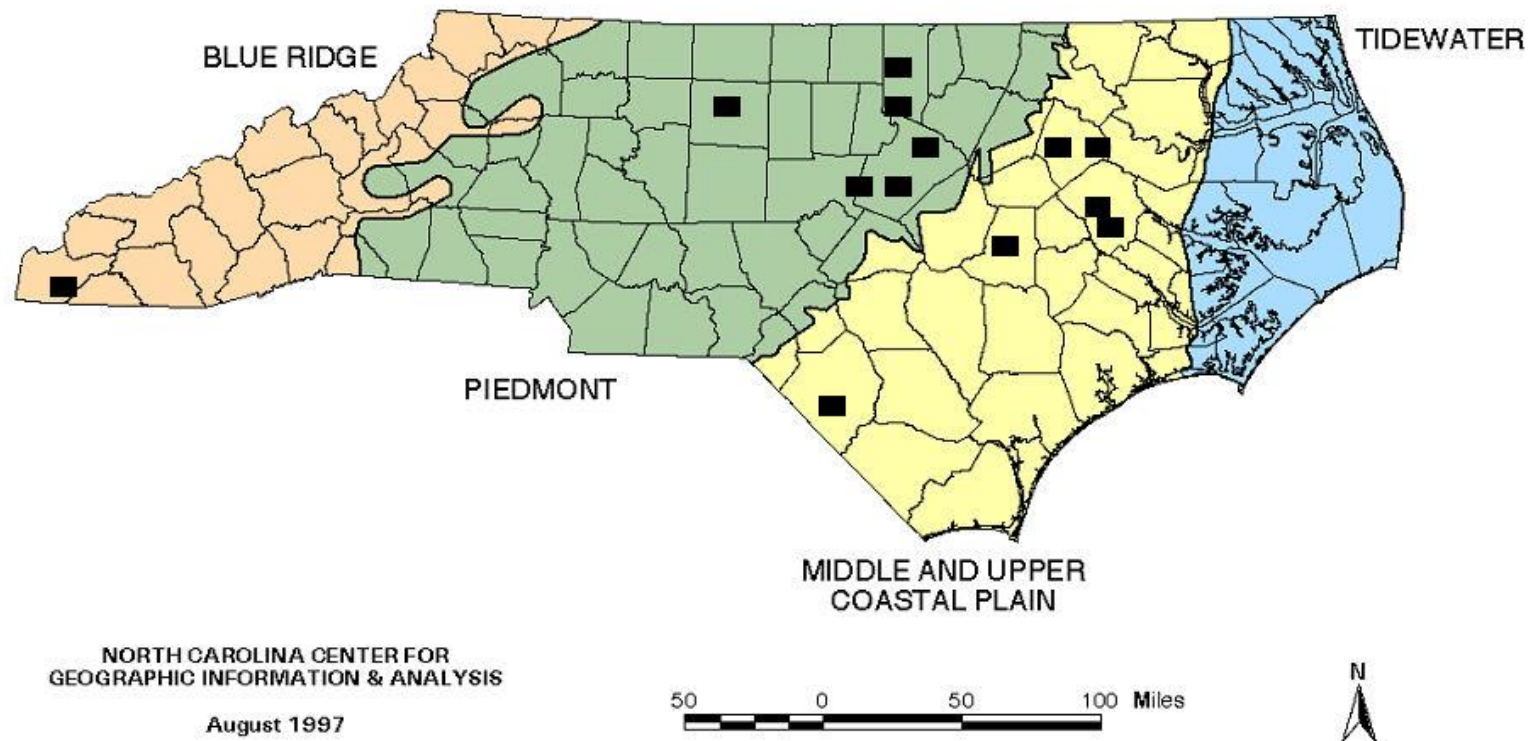 BLUE RIDGE
TIDEWATER
PIEDMONT
MIDDLE AND UPPER
COASTAL PLAIN
NORTH CAROLINA CENTER FOR
GEOGRAPHIC INFORMATION & ANALYSIS
August 1997
50 0 50 100 Miles
N